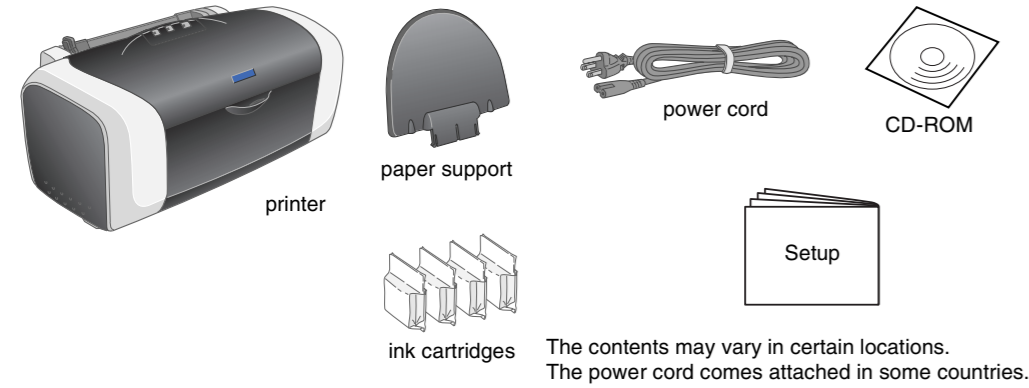 printer
paper support
power cord
CD-ROM
ink cartridges
Setup
The contents may vary in certain locations.
The power cord comes attached in some countries.